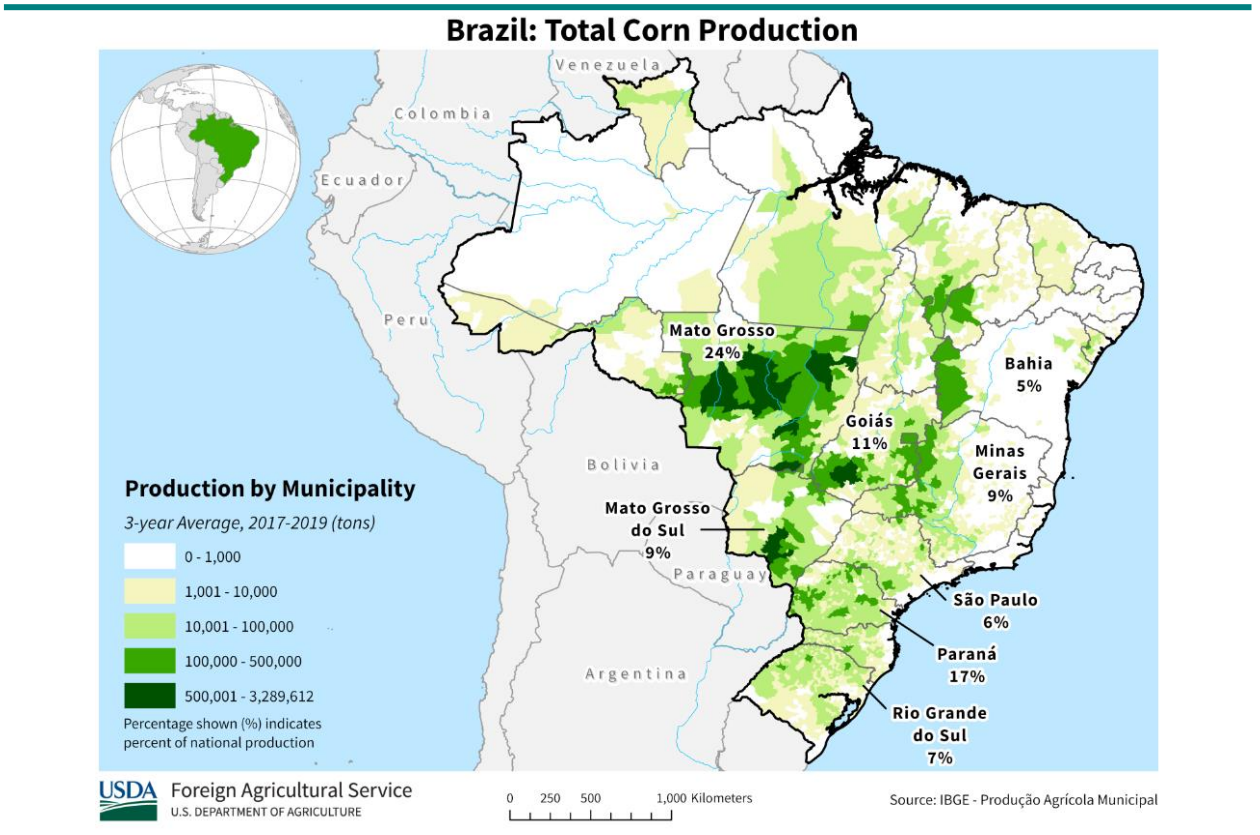 Brazil: Total Corn Production
Venezuela
Colombia
Ecuador
Peru
Mato Grosso
24%
Bahia
5%
Goiás
11%
Minas
Gerais
9%
Bolivia
Mato Grosso
do Sul
9%
Paraguay
São Paulo
6%
Paraná
17%
Argentina
Rio Grande
do Sul
7%
Production by Municipality
3-year Average, 2017-2019 (tons)
0 - 1,000
1,001 - 10,000
10,001 - 100,000
100,000 - 500,000
500,001 - 3,289,612
Percentage shown (%) indicates
percent of national production
USDA
Foreign Agricultural Service
U.S. DEPARTMENT OF AGRICULTURE
0 250 500 1,000 Kilometers
Source: IBGE - Produção Agrícola Municipal